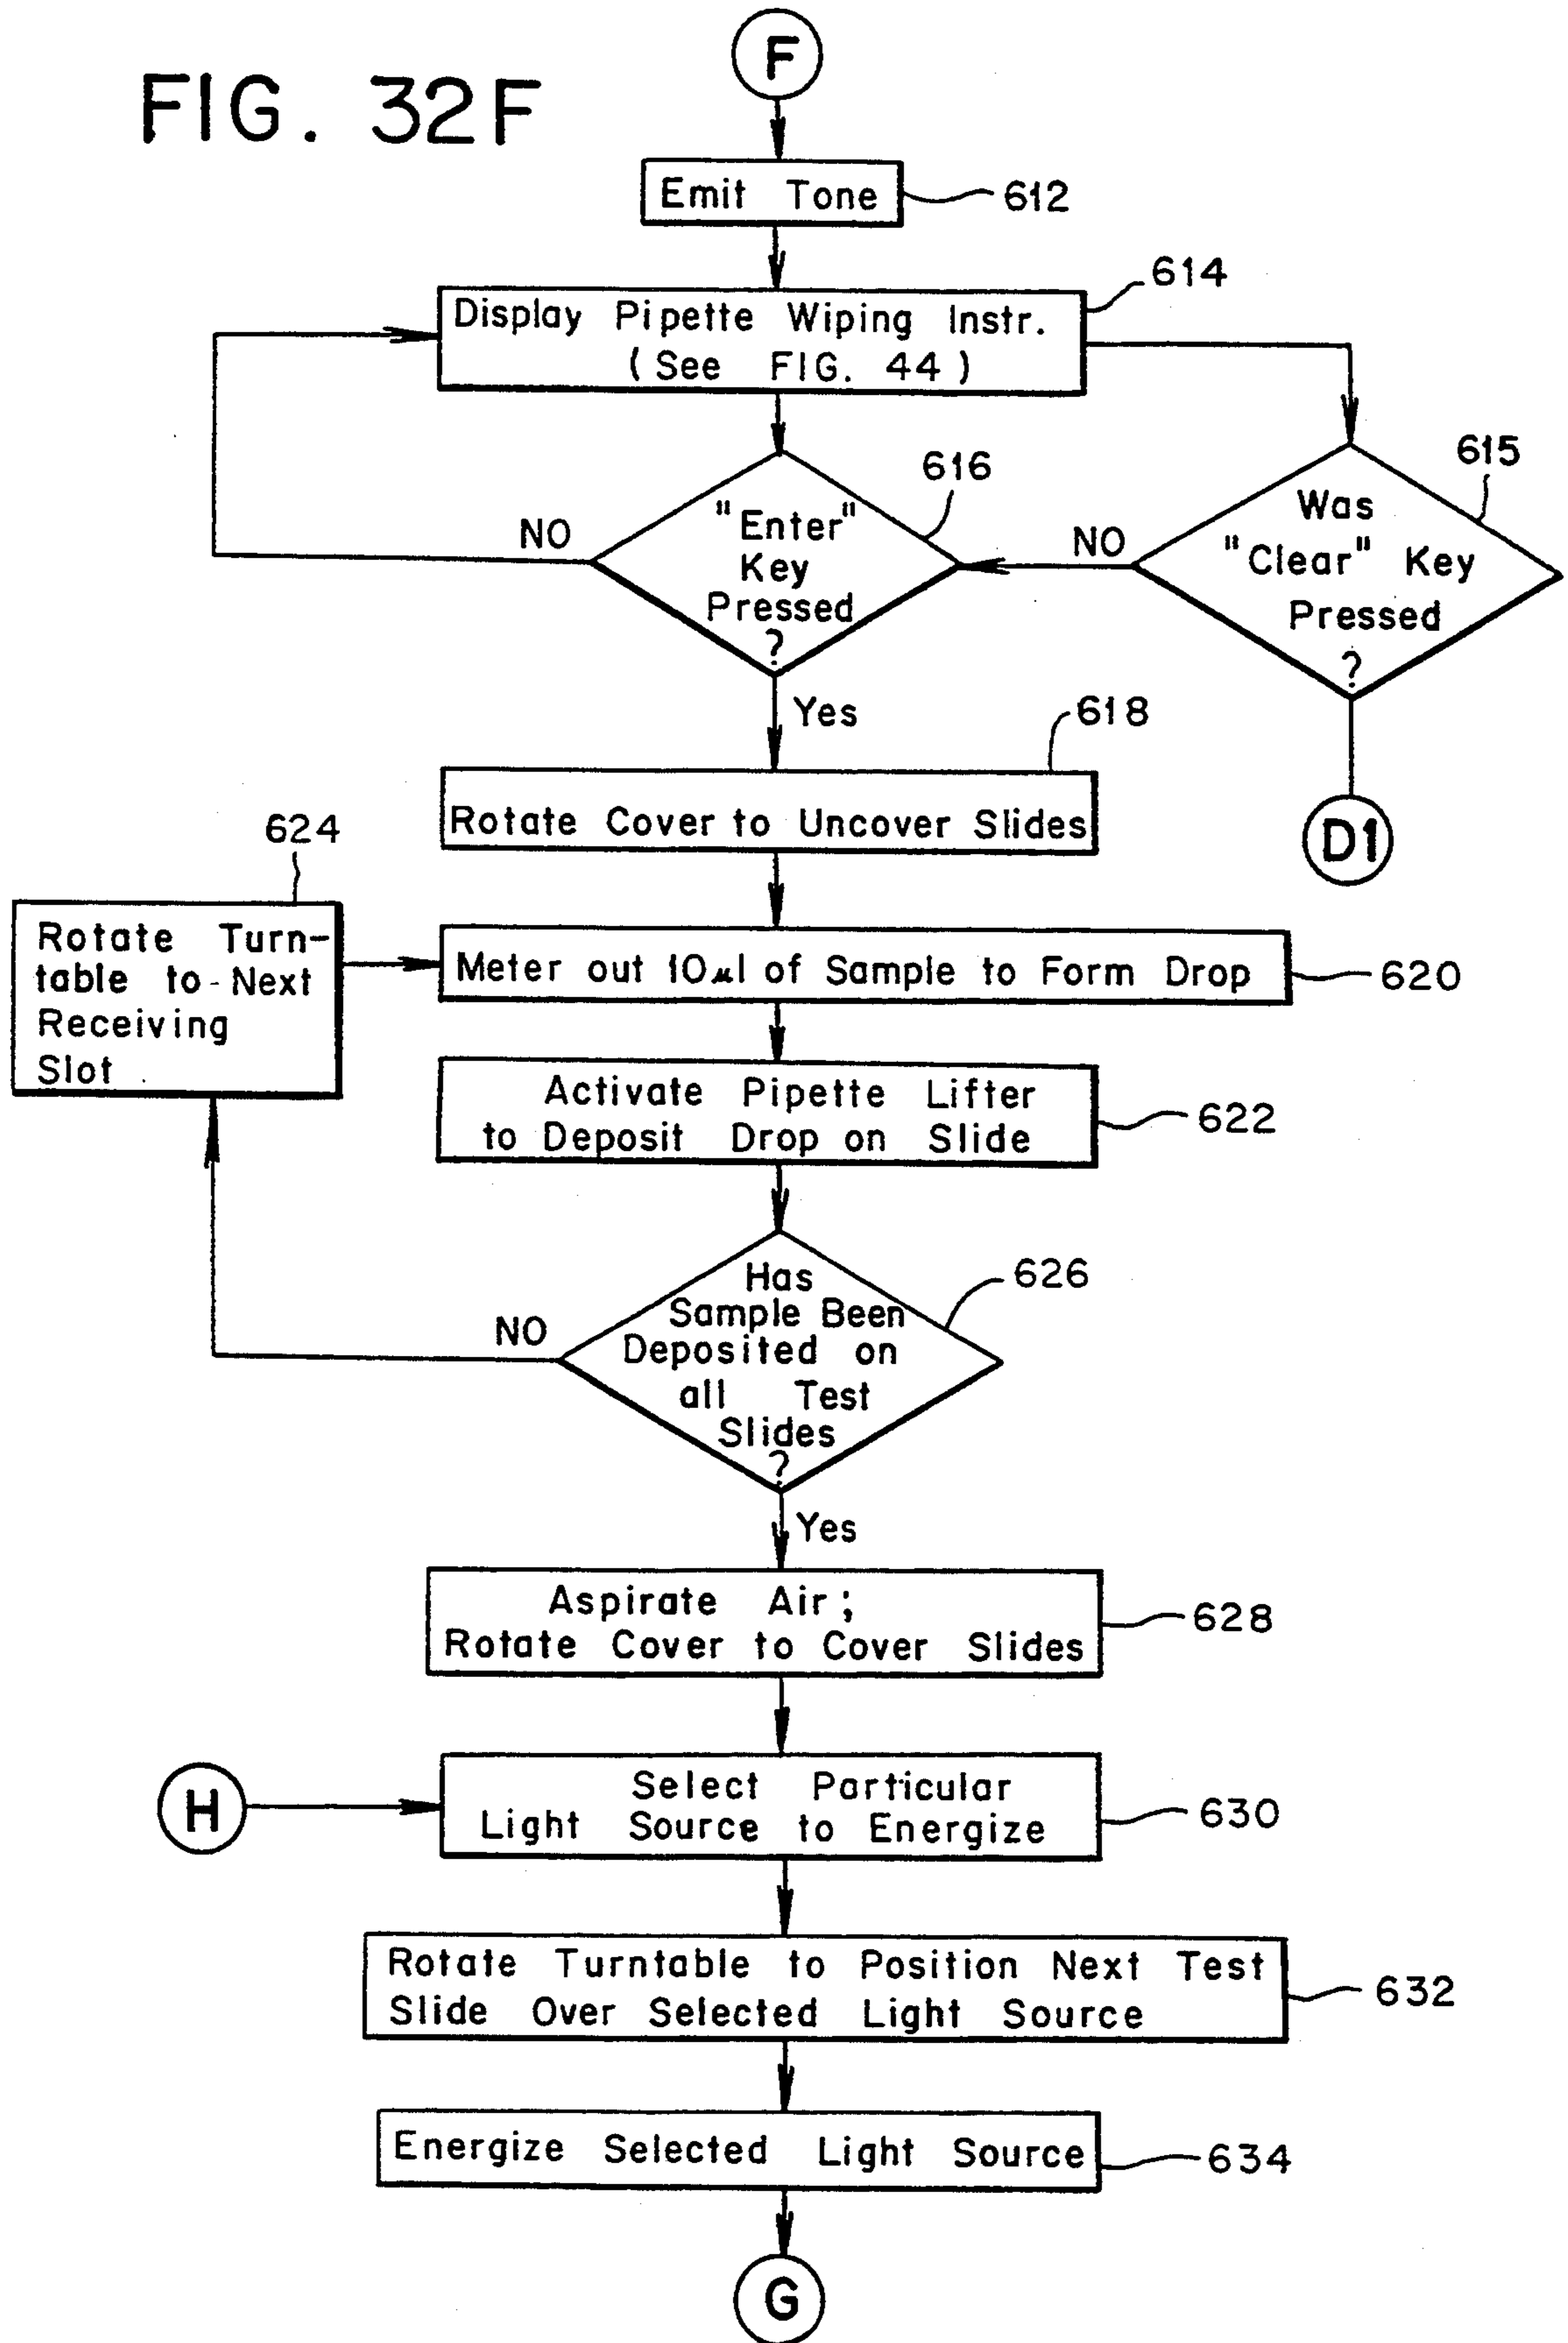 FIG. 32F
F
Emit Tone
612
614
Display Pipette Wiping Instr.
(See FIG. 44)
616
615
"Enter"
Key
Pressed
?
NO
Was
"Clear" Key
Pressed
?
NO
Yes
618
D1
Rotate Cover to Uncover Slides
624
Rotate Turn-
table to Next
Receiving
Slot
Meter out 10µl of Sample to Form Drop
620
Activate Pipette Lifter
to Deposit Drop on Slide
622
626
Has
Sample Been
Deposited on
all Test
Slides
?
NO
Yes
Aspirate Air;
Rotate Cover to Cover Slides
628
H
Select Particular
Light Source to Energize
630
Rotate Turntable to Position Next Test
Slide Over Selected Light Source
632
Energize Selected Light Source
634
G